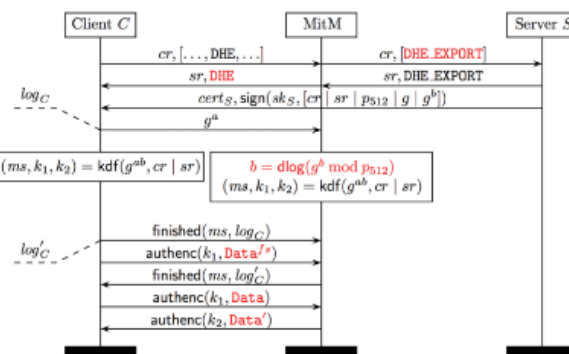 Client C MitM Server S
cr, [..., DHE, ...] cr, [DHE_EXPORT]
sr, DHE sr, DHE_EXPORT
log_C cert_S, sign(sk_S, [cr | sr | p_512 | g | g^b])
g^a
(ms, k_1, k_2) = kdf(g^{ab}, cr | sr) b = dlog(g^b mod p_512)
(ms, k_1, k_2) = kdf(g^{ab}, cr | sr)
finished(ms, log_C)
log'_C authenc(k_1, Data^{fs})
finished(ms, log'_C)
authenc(k_1, Data)
authenc(k_2, Data')